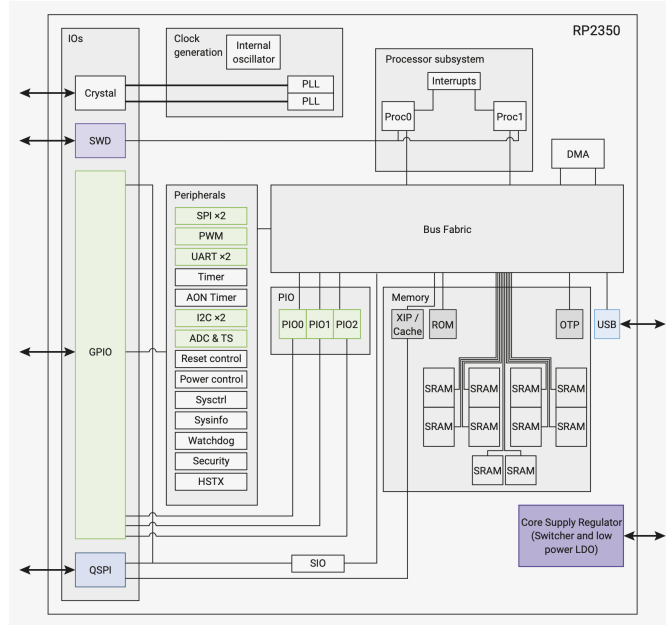 RP2350
IOs
Clock
generation
Internal
oscillator
Crystal
PLL
PLL
SWD
Processor subsystem
Interrupts
Proc0
Proc1
DMA
GPIO
Peripherals
SPI ×2
PWM
UART ×2
Timer
AON Timer
I2C ×2
ADC & TS
Reset control
Power control
Sysctrl
Sysinfo
Watchdog
Security
HSTX
Bus Fabric
PIO
PIO0
PIO1
PIO2
Memory
XIP /
Cache
ROM
OTP
USB
SRAM
SRAM
SRAM
SRAM
SRAM
SRAM
SRAM
SRAM
SRAM
SRAM
Core Supply Regulator
(Switcher and low
power LDO)
QSPI
SIO